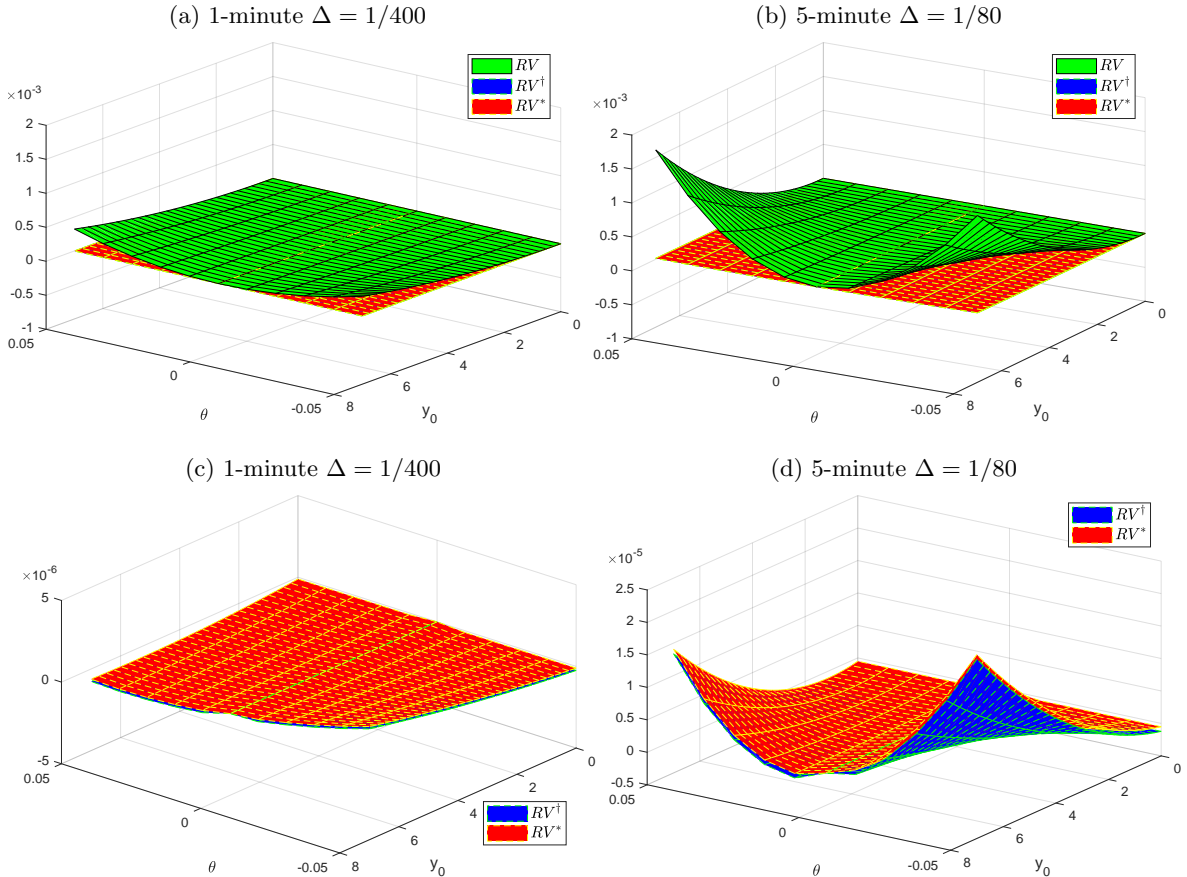 (a) 1-minute Δ = 1/400
RV
RV†
RV*
×10⁻³
2
1.5
1
0.5
0
-0.5
-1
0.05
0
-0.05
θ
8
6
4
2
0
y₀
(b) 5-minute Δ = 1/80
RV
RV†
RV*
×10⁻³
2
1.5
1
0.5
0
-0.5
-1
0.05
0
-0.05
θ
8
6
4
2
0
y₀
(c) 1-minute Δ = 1/400
×10⁻⁶
5
0
-5
0.05
0
-0.05
θ
8
6
4
2
0
y₀
RV†
RV*
(d) 5-minute Δ = 1/80
RV†
RV*
×10⁻⁵
2.5
2
1.5
1
0.5
0
-0.5
0.05
0
-0.05
θ
8
6
4
2
0
y₀